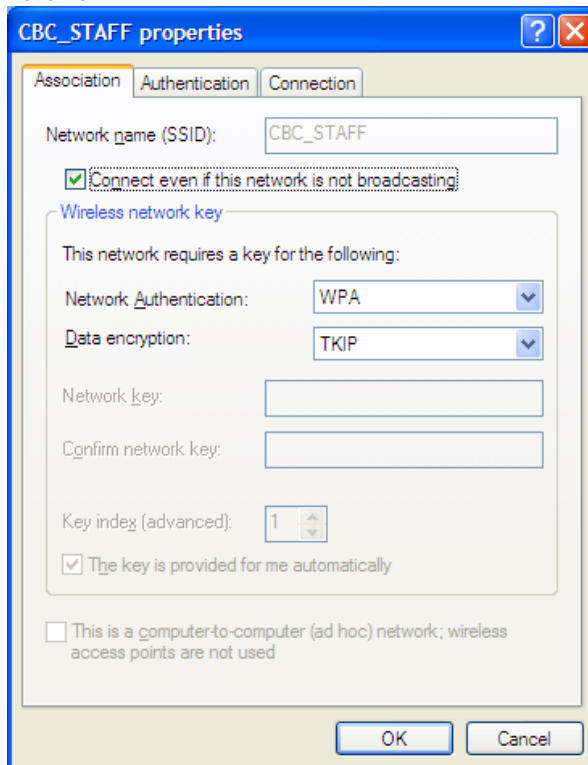 CBC_STAFF properties
Association Authentication Connection
Network name (SSID): CBC_STAFF
Connect even if this network is not broadcasting
Wireless network key
This network requires a key for the following:
Network Authentication: WPA
Data encryption: TKIP
Network key:
Confirm network key:
Key index (advanced): 1
The key is provided for me automatically
This is a computer-to-computer (ad hoc) network; wireless
access points are not used
OK Cancel